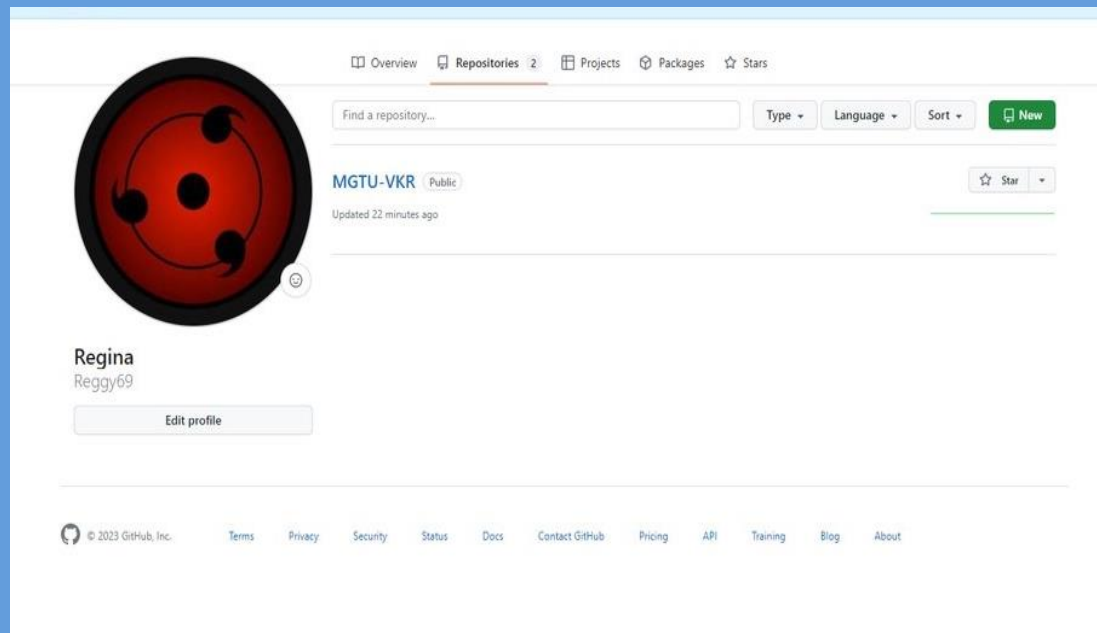 Overview Repositories 2 Projects Packages Stars
Find a repository... Type Language Sort New
MGTU-VKR Public Star
Updated 22 minutes ago
Regina
Reggy69
Edit profile
© 2023 GitHub, Inc. Terms Privacy Security Status Docs Contact GitHub Pricing API Training Blog About